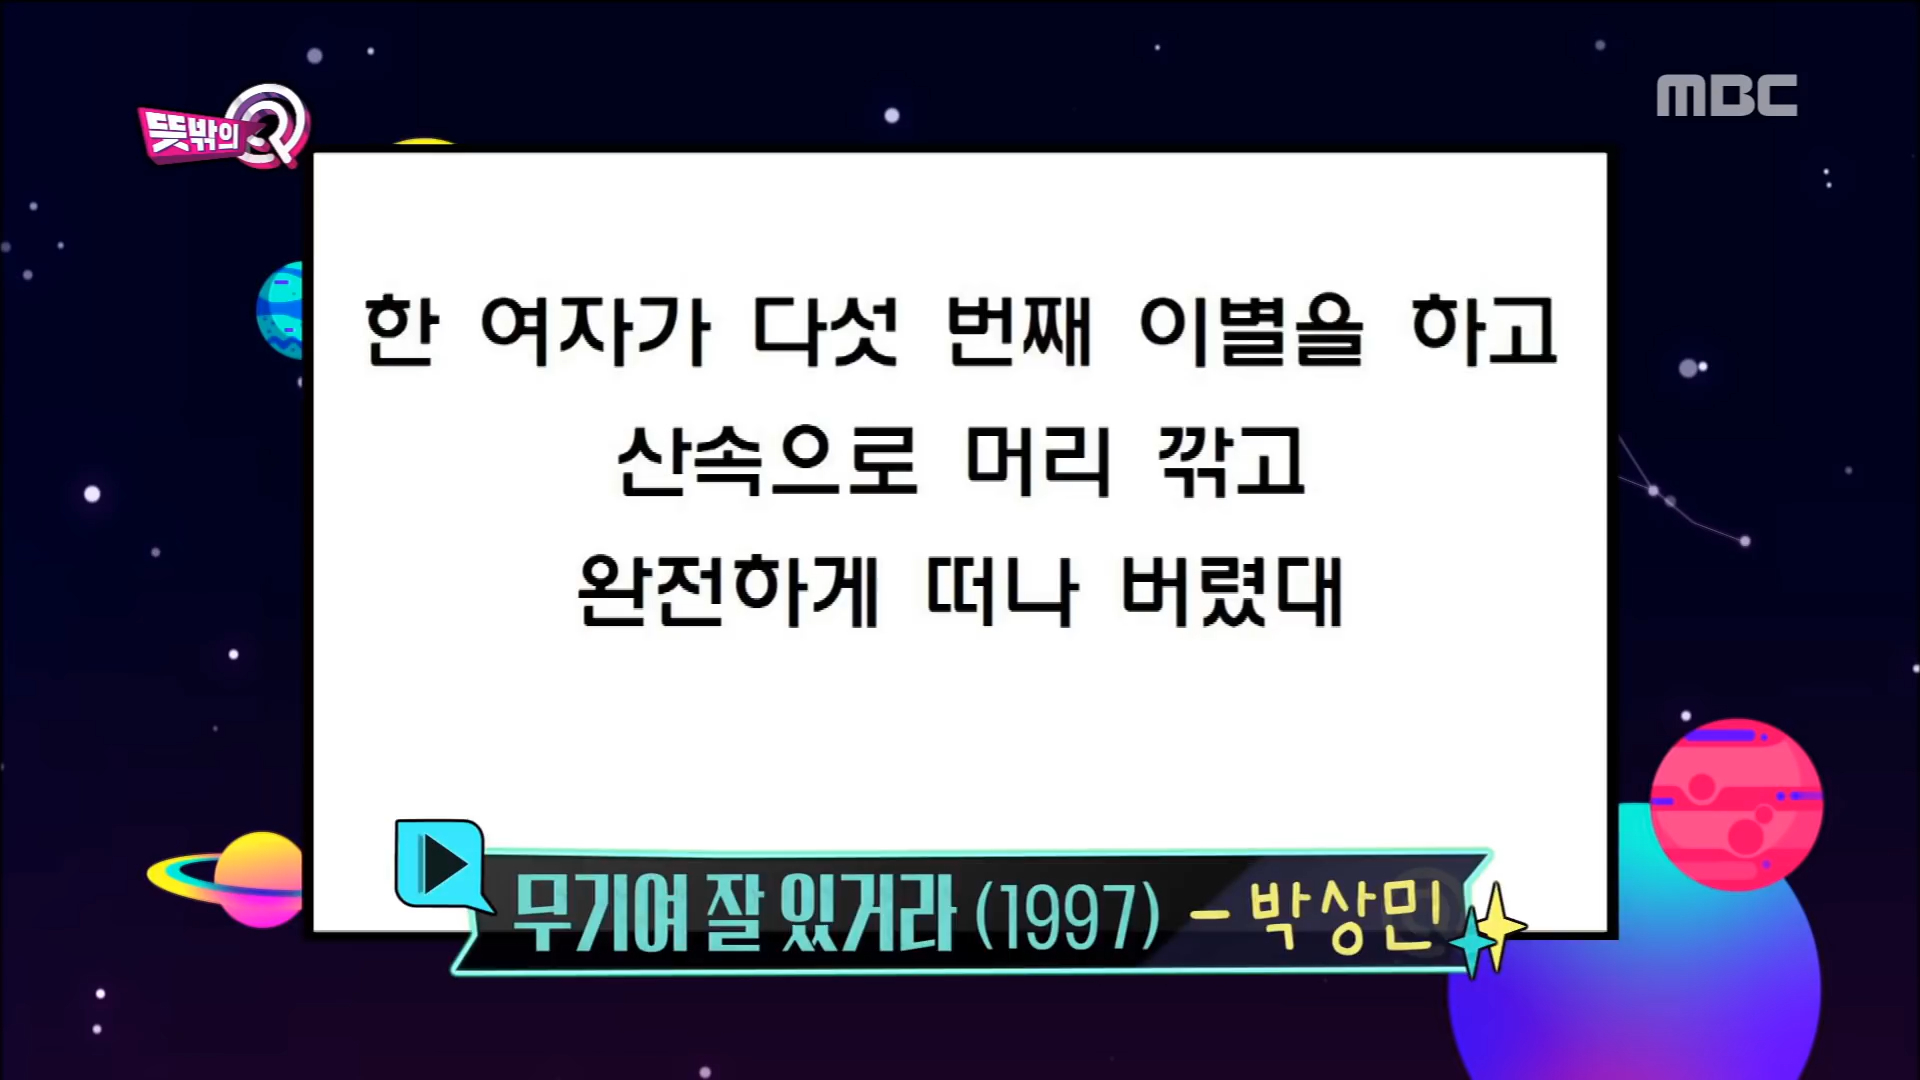 뜻밖의 Q
MBC
한 여자가 다섯 번째 이별을 하고
산속으로 머리 깎고
완전하게 떠나 버렸대
무기여 잘 있거라 (1997) - 박상민